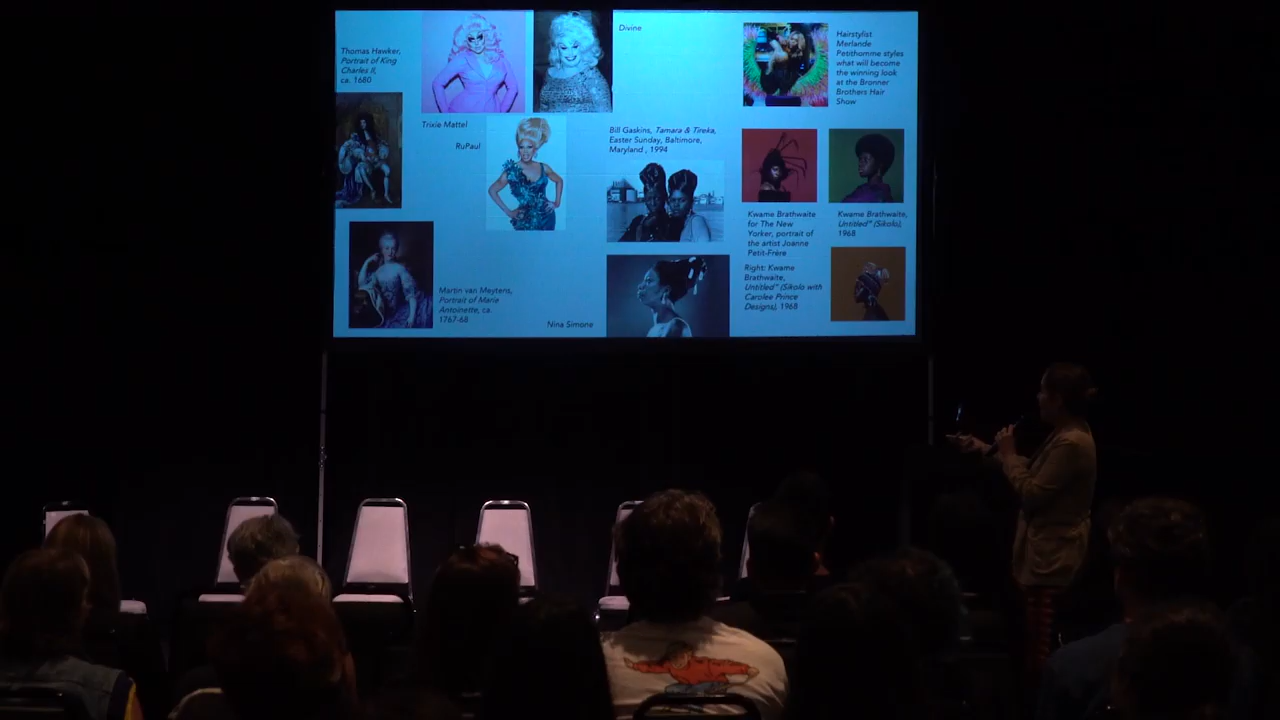 Thomas Hawker,
Portrait of King
Charles II,
ca. 1680
Divine
Hairstylist
Merlande
Petithomme styles
what will become
the winning look
at the Bronner
Brothers Hair
Show
Trixie Mattel
RuPaul
Bill Gaskins, Tamara & Tireka,
Easter Sunday, Baltimore,
Maryland , 1994
Kwame Brathwaite
for The New
Yorker, portrait of
the artist Joanne
Petit-Frère
Kwame Brathwaite,
Untitled" (Sikolo),
1968
Right: Kwame
Brathwaite,
Untitled" (Sikolo with
Carolee Prince
Designs), 1968
Martin van Meytens,
Portrait of Marie
Antoinette, ca.
1767-68
Nina Simone